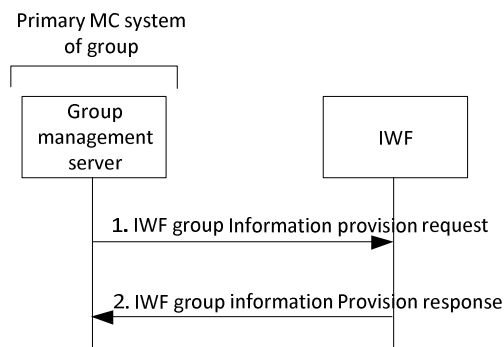 Primary MC system
of group
Group
management
server
IWF
1. IWF group Information provision request
2. IWF group information Provision response